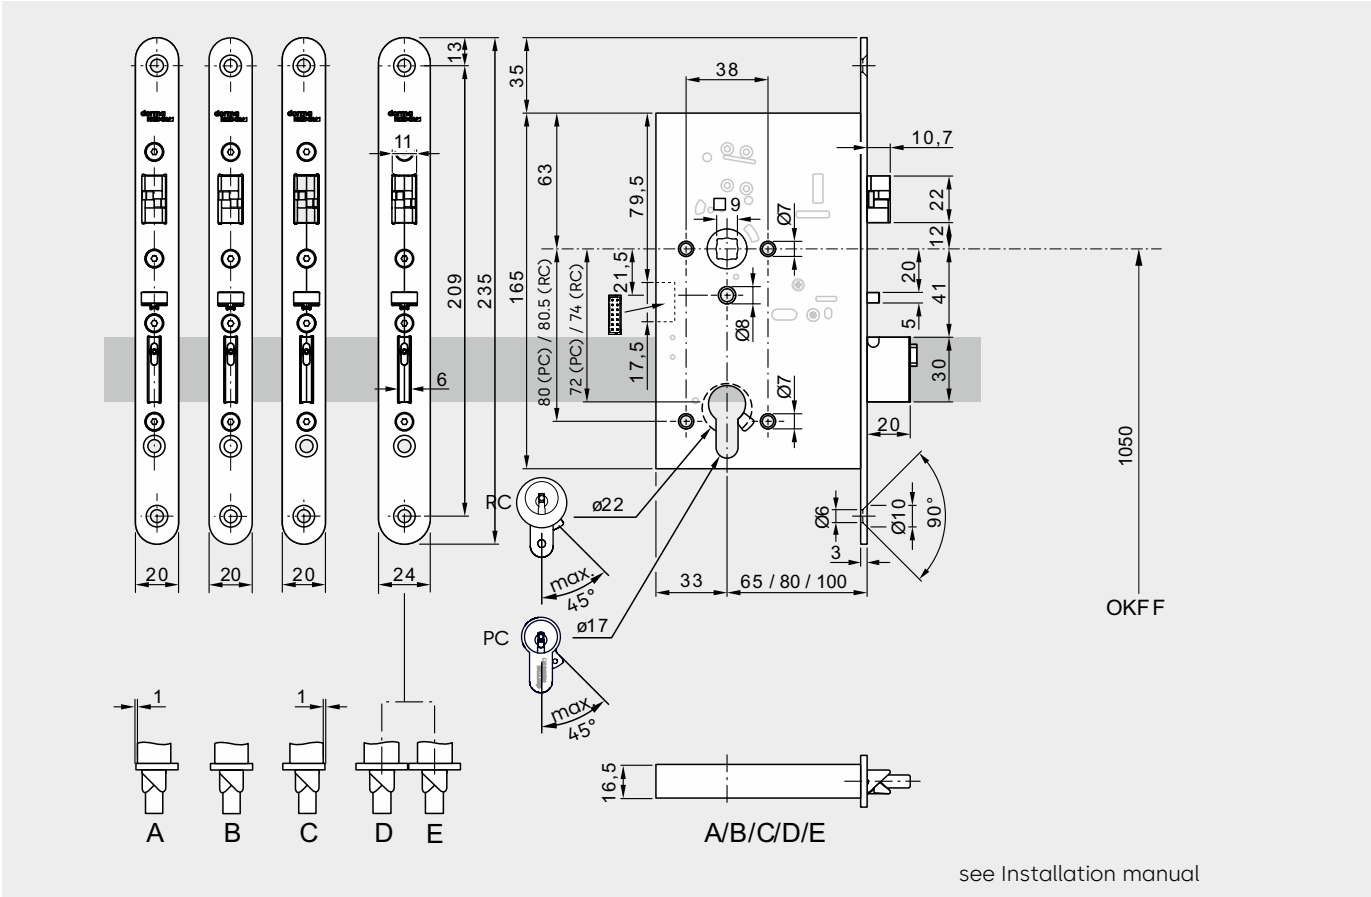 13
35
38
11
10,7
63
79,5
9
Ø7
22
12
209
235
165
80 (PC) / 80.5 (RC)
72 (PC) / 74 (RC)
21,5
20
41
Ø8
5
17,5
6
Ø7
30
20
1050
RC
ø22
Ø6
Ø10
90°
3
20
20
20
24
max.
45°
33
65 / 80 / 100
OKFF
PC
ø17
max.
45°
1
1
16,5
A
B
C
D
E
A/B/C/D/E
see Installation manual